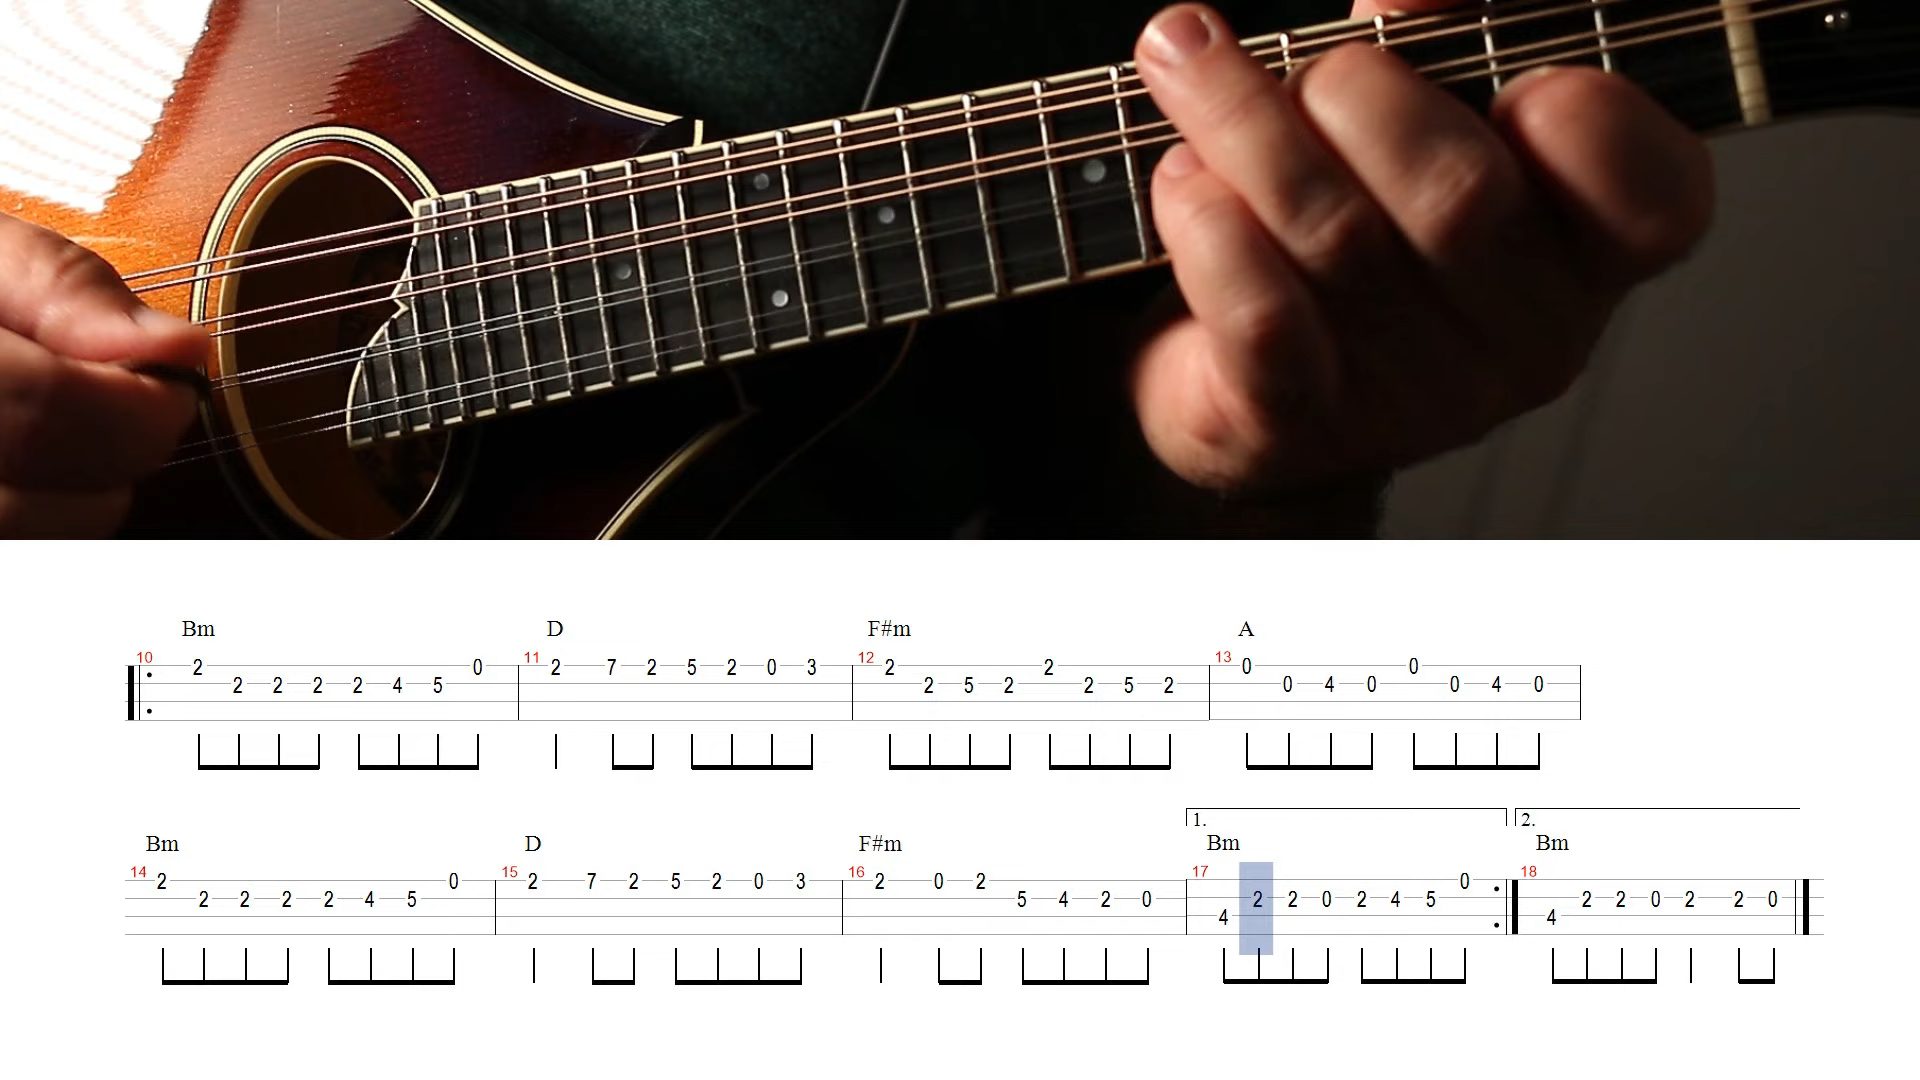 Bm D F#m A
10 11 12 13
2 0 2 7 2 5 2 0 3 2 2 0 0
2 2 2 2 4 5 2 5 2 2 5 2 0 4 0 0 4 0
1. 2.
Bm D F#m Bm Bm
14 15 16 17 18
2 0 2 7 2 5 2 0 3 2 0 2 0
2 2 2 2 4 5 5 4 2 0 2 2 0 2 4 5 2 2 0 2 2 0
4 4